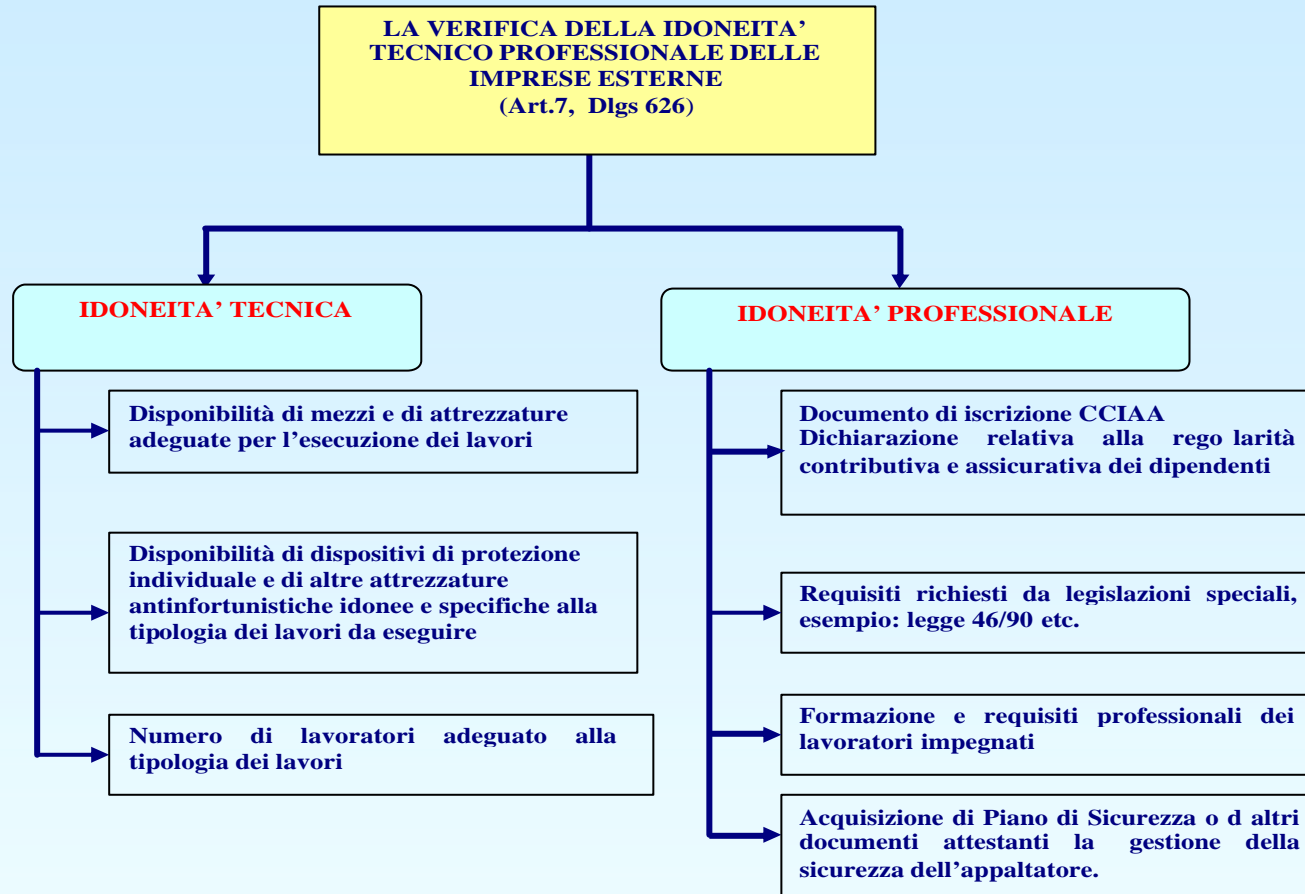 LA VERIFICA DELLA IDONEITA’
TECNICO PROFESSIONALE DELLE
IMPRESE ESTERNE
(Art.7, Dlgs 626)
IDONEITA’ TECNICA
Disponibilità di mezzi e di attrezzature
adeguate per l’esecuzione dei lavori
Disponibilità di dispositivi di protezione
individuale e di altre attrezzature
antinfortunistiche idonee e specifiche alla
tipologia dei lavori da eseguire
Numero di lavoratori adeguato alla
tipologia dei lavori
IDONEITA’ PROFESSIONALE
Documento di iscrizione CCIAA
Dichiarazione relativa alla rego larità
contributiva e assicurativa dei dipendenti
Requisiti richiesti da legislazioni speciali,
esempio: legge 46/90 etc.
Formazione e requisiti professionali dei
lavoratori impegnati
Acquisizione di Piano di Sicurezza o d altri
documenti attestanti la gestione della
sicurezza dell’appaltatore.